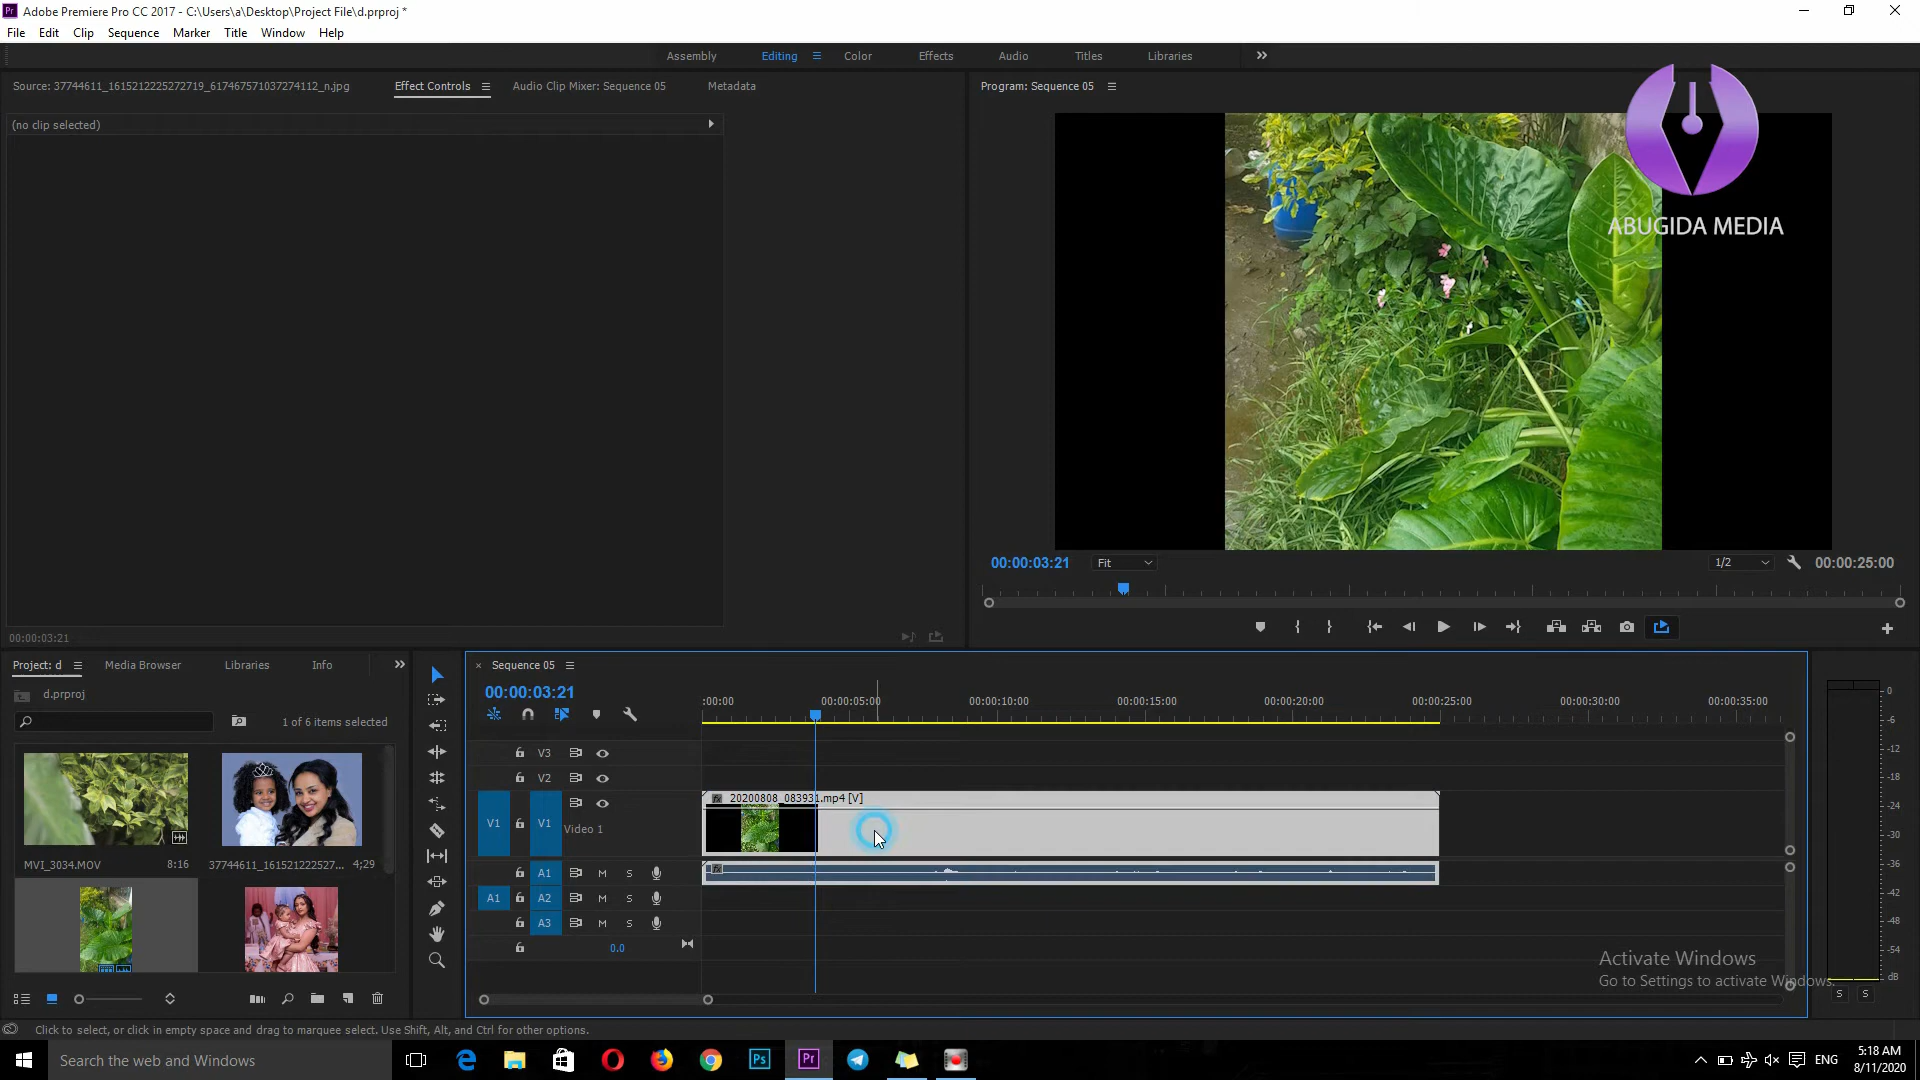 Adobe Premiere Pro CC 2017 - C:\Users\a\Desktop\Project File\d.prproj *
File Edit Clip Sequence Marker Title Window Help
Assembly Editing Color Effects Audio Titles Libraries
Source: 37744611_1615212225272719_617467571037274112_n.jpg Effect Controls Audio Clip Mixer: Sequence 05 Metadata
Program: Sequence 05
(no clip selected)
ABUGIDA MEDIA
00:00:03:21 Fit 1/2 00:00:25:00
00:00:03:21
Project: d Media Browser Libraries Info
d.prproj
1 of 6 items selected
MVI_3034.MOV 8:16
37744611_161521222527... 4;29
Sequence 05
00:00:03:21
:00:00 00:00:05:00 00:00:10:00 00:00:15:00 00:00:20:00 00:00:25:00 00:00:30:00 00:00:35:00
V3
V2
20200808_083931.mp4 [V]
V1 V1 Video 1
A1 M S
A1 A2 M S
A3 M S
0.0
0
-6
-12
-18
-24
-30
-36
-42
-48
-54
dB
S S
Activate Windows
Go to Settings to activate Windows.
Click to select, or click in empty space and drag to marquee select. Use Shift, Alt, and Ctrl for other options.
Search the web and Windows
Ps Pr
ENG
5:18 AM
8/11/2020